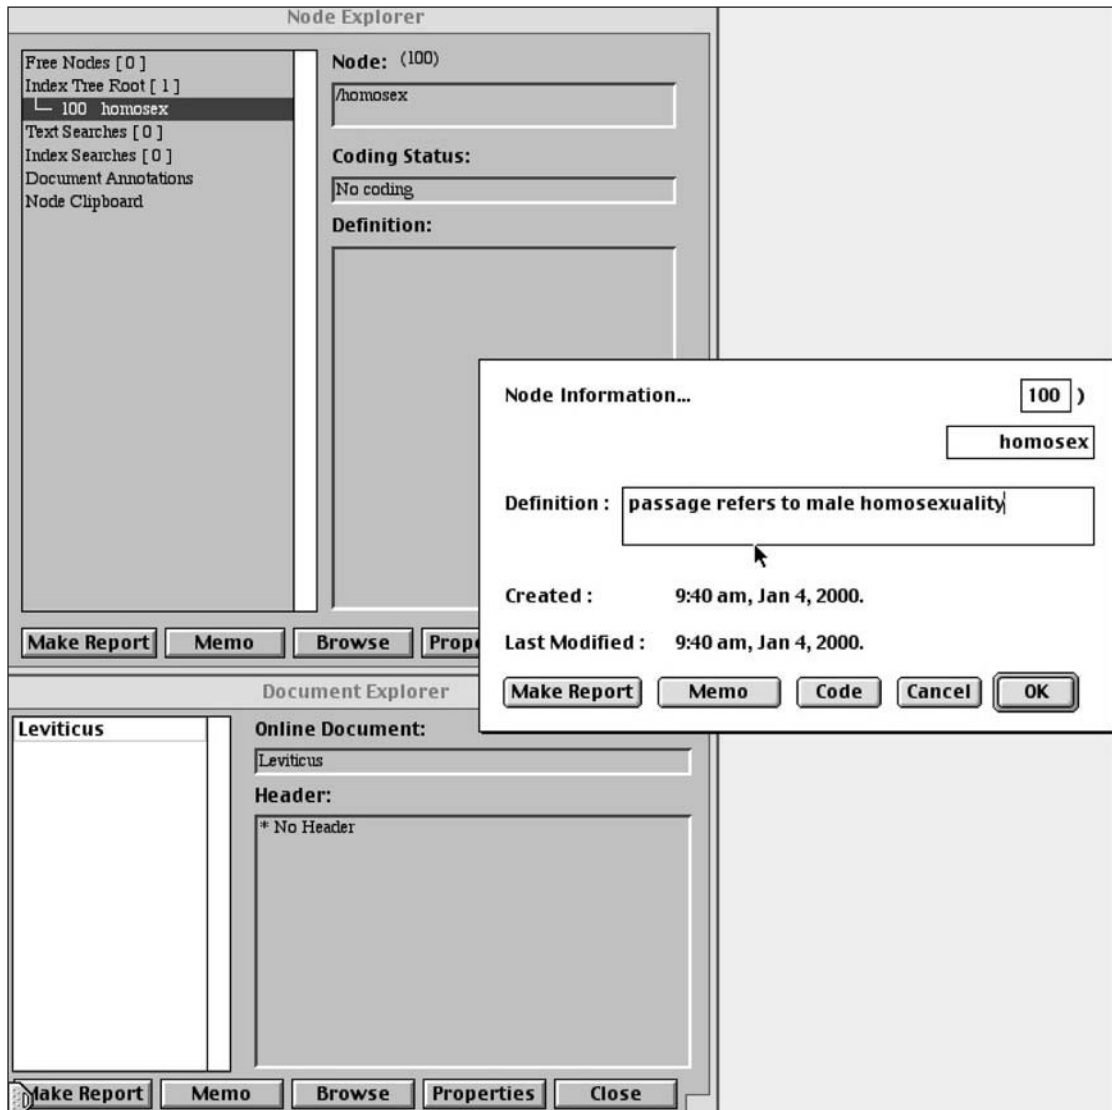 Node Explorer
Free Nodes [ 0 ]
Index Tree Root [ 1 ]
100 homosex
Text Searches [ 0 ]
Index Searches [ 0 ]
Document Annotations
Node Clipboard
Node: (100)
/homosex
Coding Status:
No coding
Definition:
Make Report Memo Browse Prope
Node Information... 100 )
homosex
Definition : passage refers to male homosexuality
Created : 9:40 am, Jan 4, 2000.
Last Modified : 9:40 am, Jan 4, 2000.
Make Report Memo Code Cancel OK
Document Explorer
Leviticus
Online Document:
Leviticus
Header:
* No Header
Make Report Memo Browse Properties Close